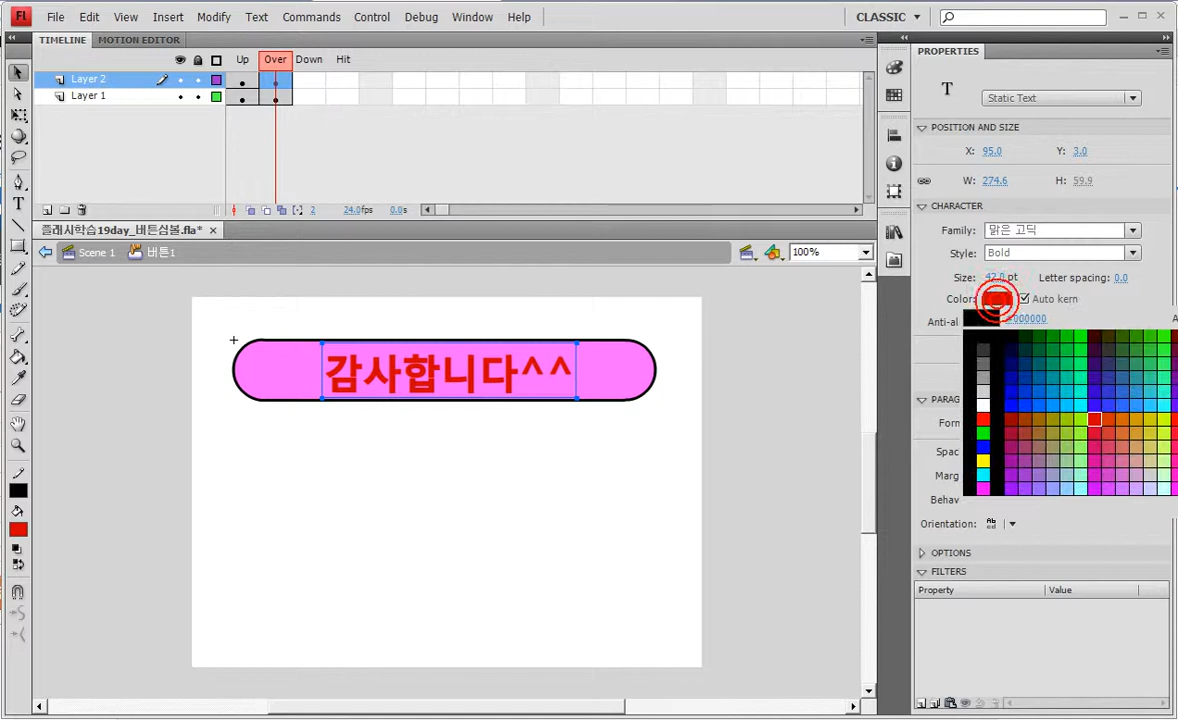 Fl File Edit View Insert Modify Text Commands Control Debug Window Help CLASSIC
TIMELINE MOTION EDITOR
Up Over Down Hit
Layer 2
Layer 1
2 24.0fps 0.0s
플래시학습19day_버튼심볼.fla*
Scene 1 버튼1 100%
감사합니다^^
PROPERTIES
T Static Text
POSITION AND SIZE
X: 95.0 Y: 3.0
W: 274.6 H: 59.9
CHARACTER
Family: 맑은 고딕
Style: Bold
Size: 42.0 pt Letter spacing: 0.0
Color: Auto kern
Anti-al #000000
PARAG
Forn
Spac
Marg
Behav
Orientation:
OPTIONS
FILTERS
Property Value